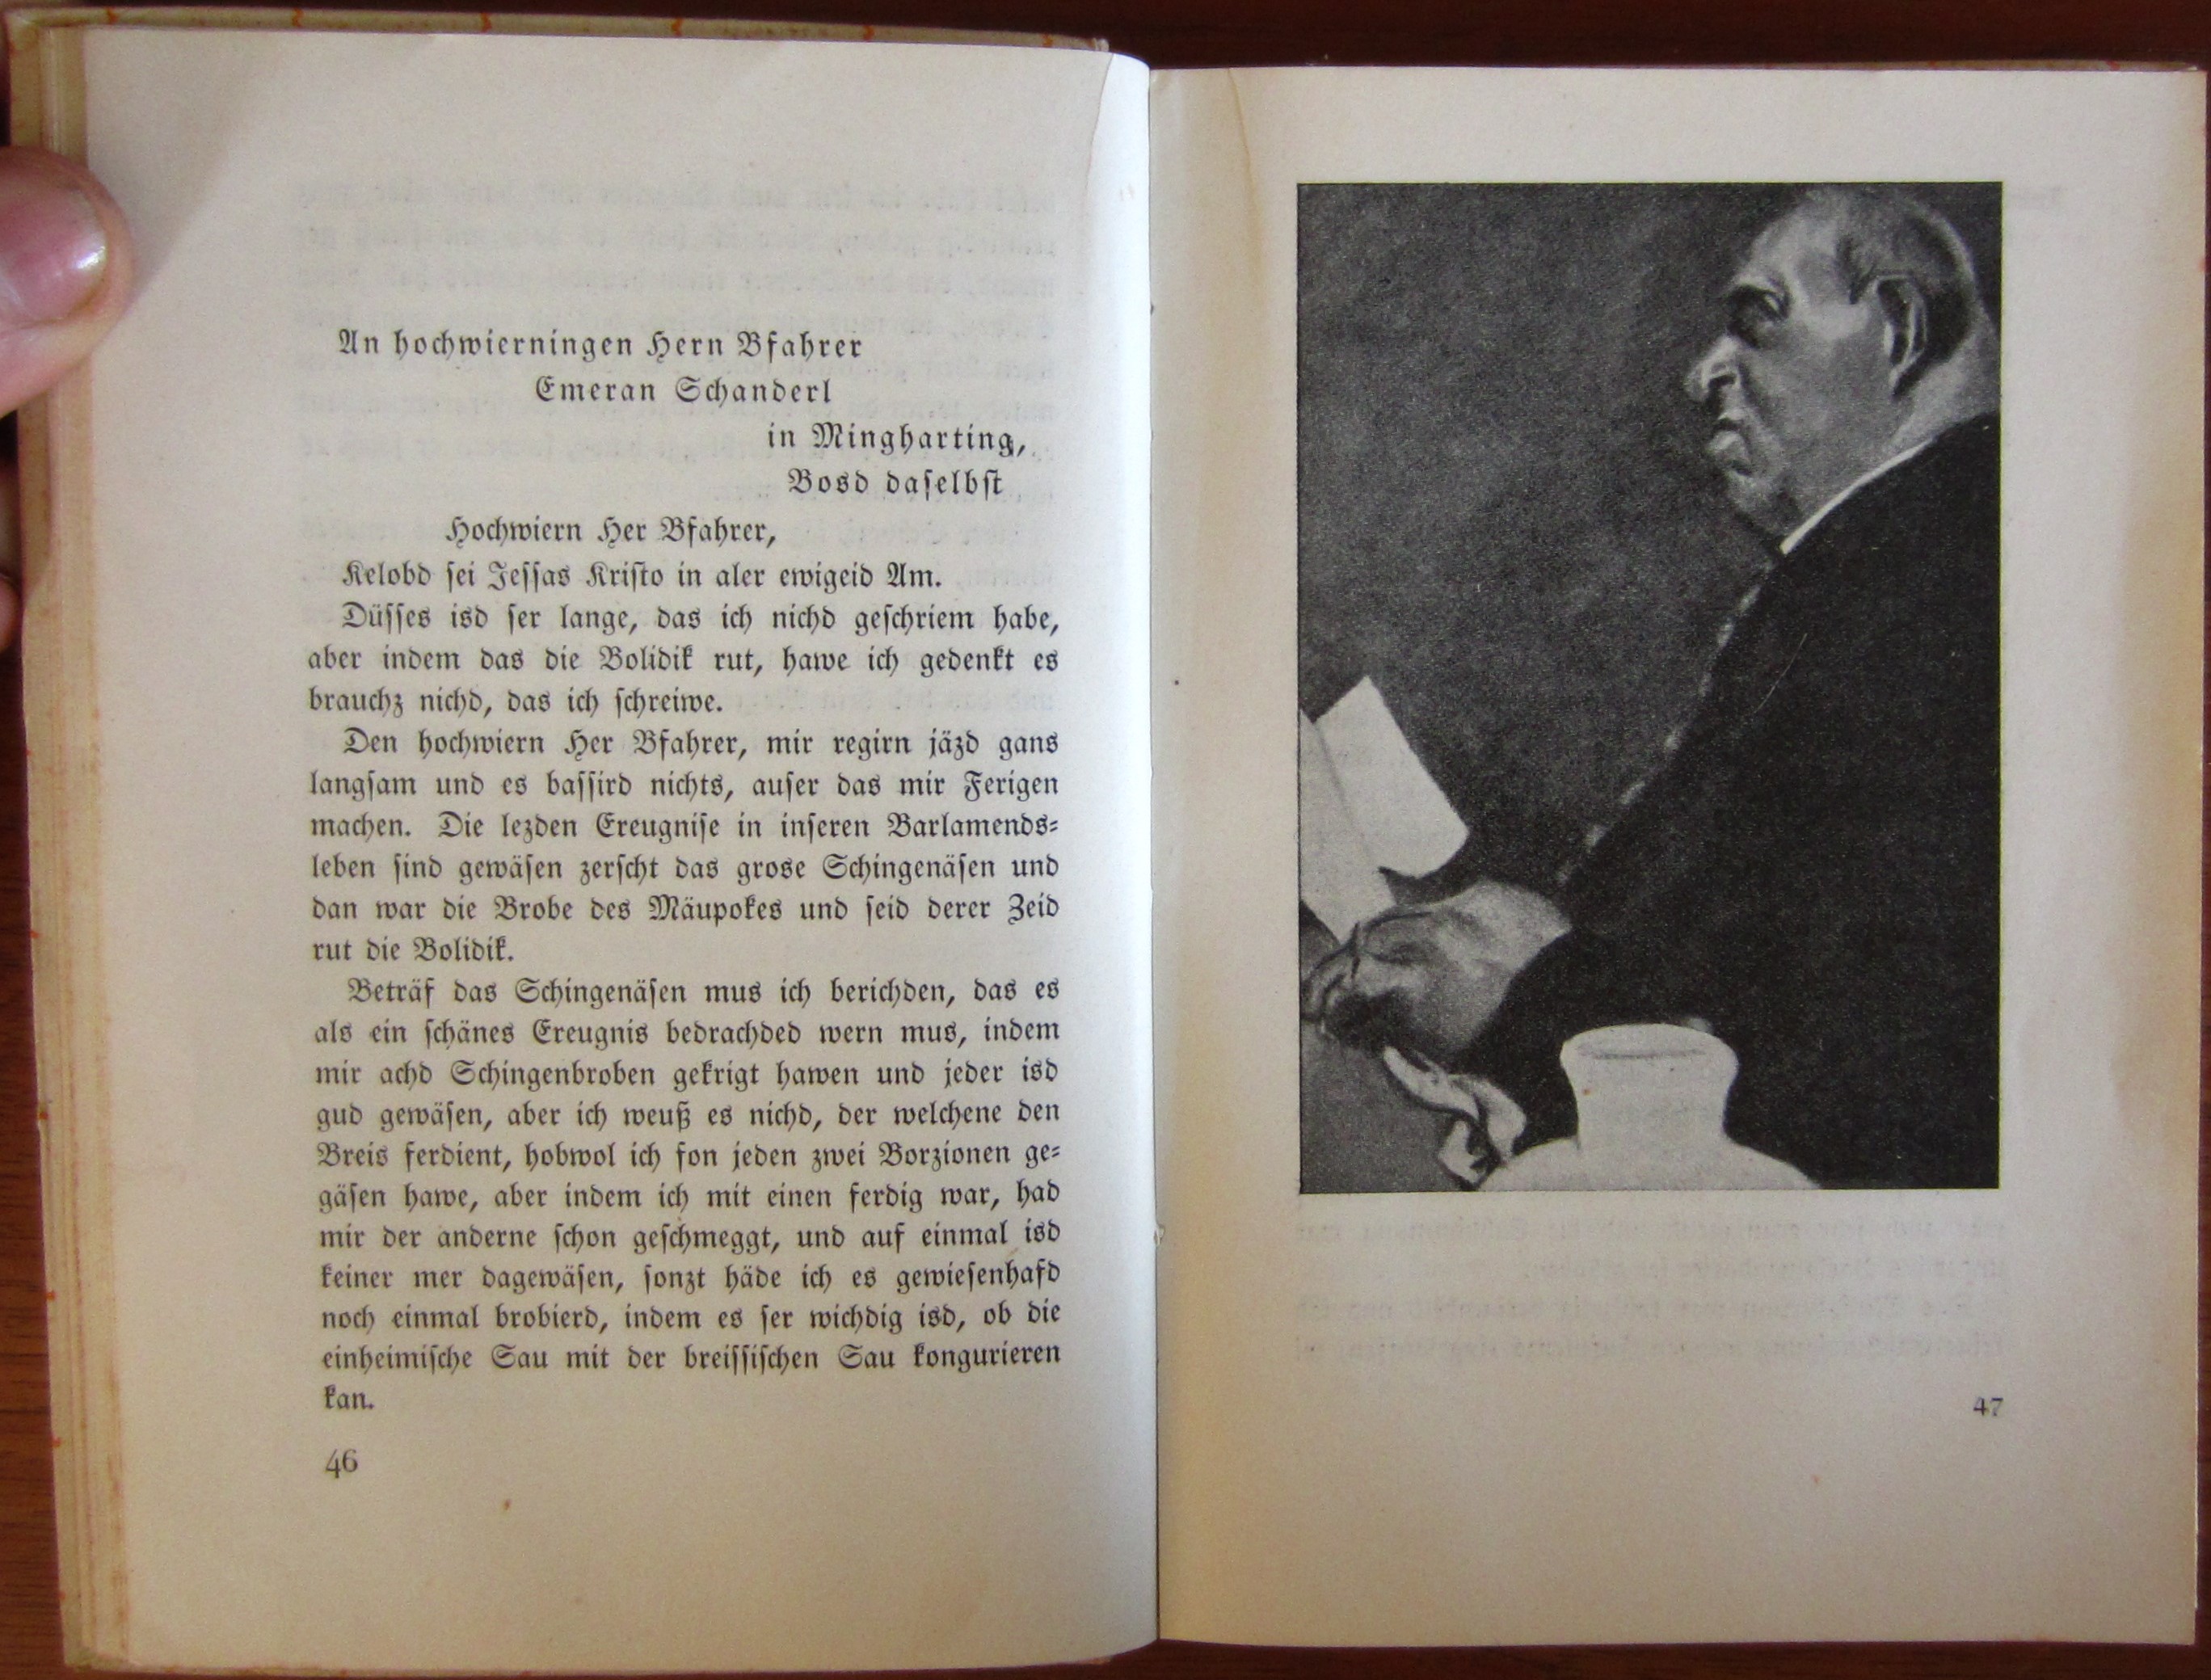 An hochwierningen Hern Bfahrer
Emeran Schanderl
in Mingharting,
Bosd daselbst
Hochwiern Her Bfahrer,
Kelobd sei Jessas Kristo in aler ewigeid Am.
Düsses isd ser lange, das ich nichd geschriem habe,
aber indem das die Bolidik rut, hawe ich gedenkt es
brauchz nichd, das ich schreiwe.
Den hochwiern Her Bfahrer, mir regirn jäzd gans
langsam und es bassird nichts, auser das mir Ferigen
machen. Die lezden Ereugnise in inseren Barlamends-
leben sind gewäsen zerscht das grose Schingenäsen und
dan war die Brobe des Mäupokes und seid derer Zeid
rut die Bolidik.
Beträf das Schingenäsen mus ich berichden, das es
als ein schänes Ereugnis bedrachded wern mus, indem
mir achd Schingenbroben gekrigt hawen und jeder isd
gud gewäsen, aber ich weuß es nichd, der welchene den
Breis ferdient, hobwol ich fon jeden zwei Borzionen ge-
gäsen hawe, aber indem ich mit einen ferdig war, had
mir der anderne schon geschmeggt, und auf einmal isd
keiner mer dagewäsen, sonzt häde ich es gewiesenhafd
noch einmal brobierd, indem es ser wichdig isd, ob die
einheimische Sau mit der breissischen Sau kongurieren
kan.
46
47